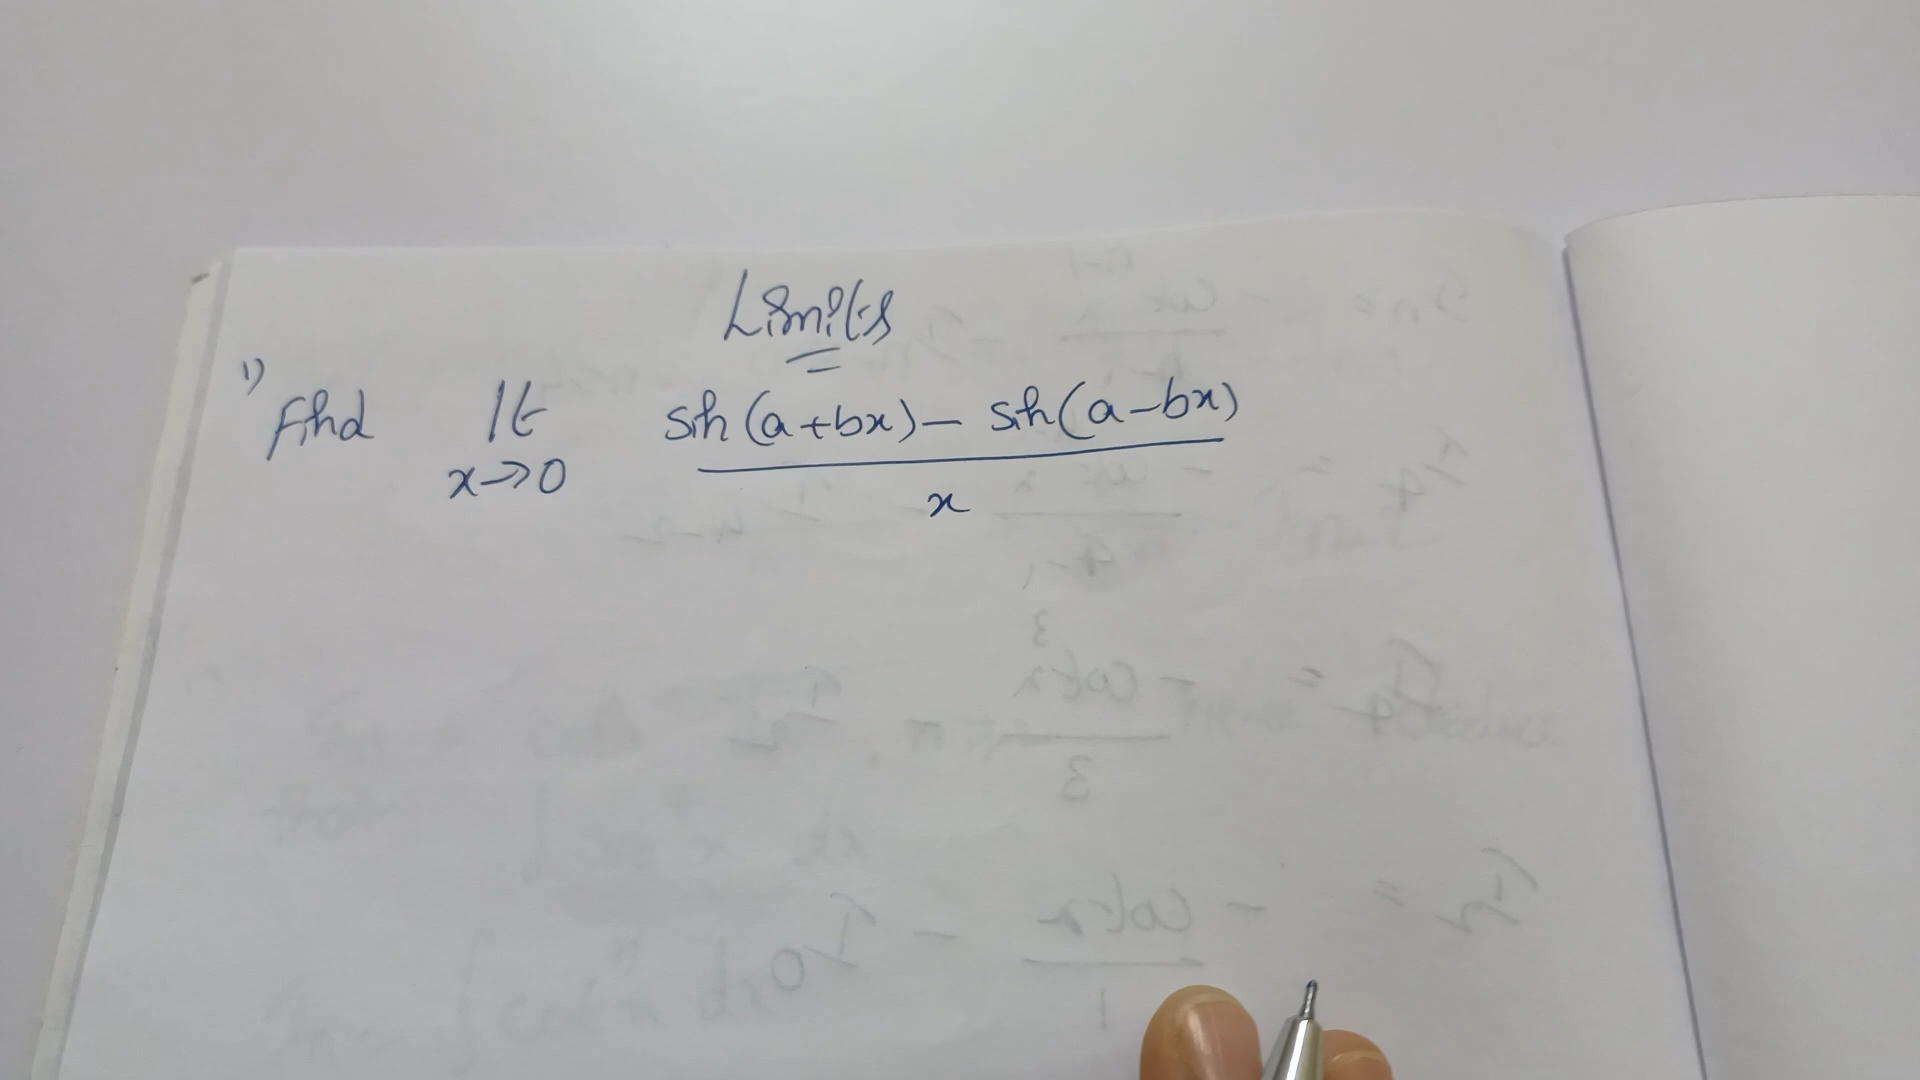 Limits
1) Find lt x→0 sin(a+bx) - sin(a-bx)
x